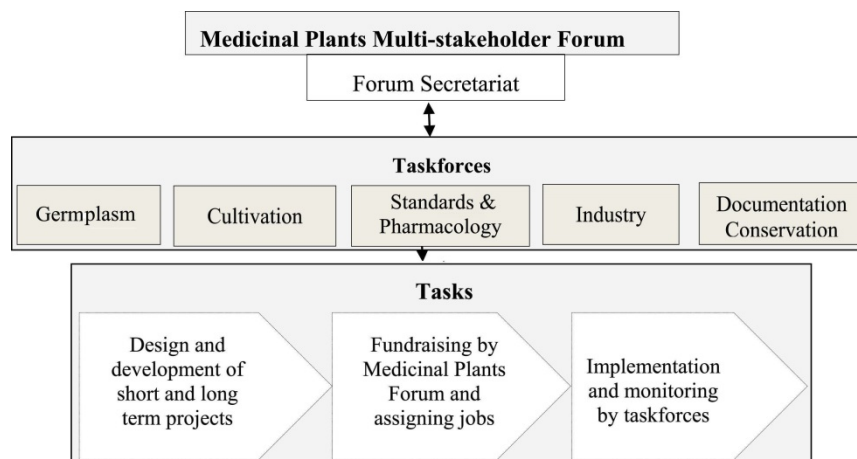 Medicinal Plants Multi-stakeholder Forum
Forum Secretariat
Taskforces
Germplasm
Cultivation
Standards &
Pharmacology
Industry
Documentation
Conservation
Tasks
Design and
development of
short and long
term projects
Fundraising by
Medicinal Plants
Forum and
assigning jobs
Implementation
and monitoring
by taskforces